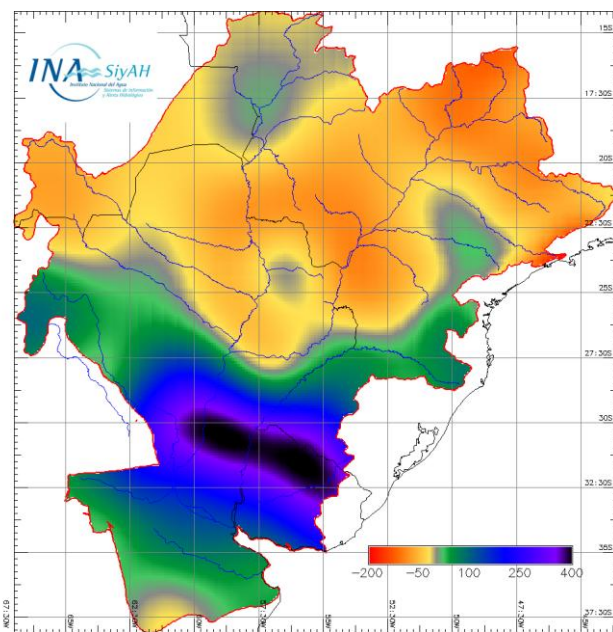 INA SiyAH
Instituto Nacional del Agua
Sistema de Información
y Alerta Hidrológico
15S
17:30S
20S
22:30S
25S
27:30S
30S
32:30S
35S
37:30S
-200 -50 100 250 400
67:30W 65W 60W 57:30W 55W 52:30W 50W 47:30W